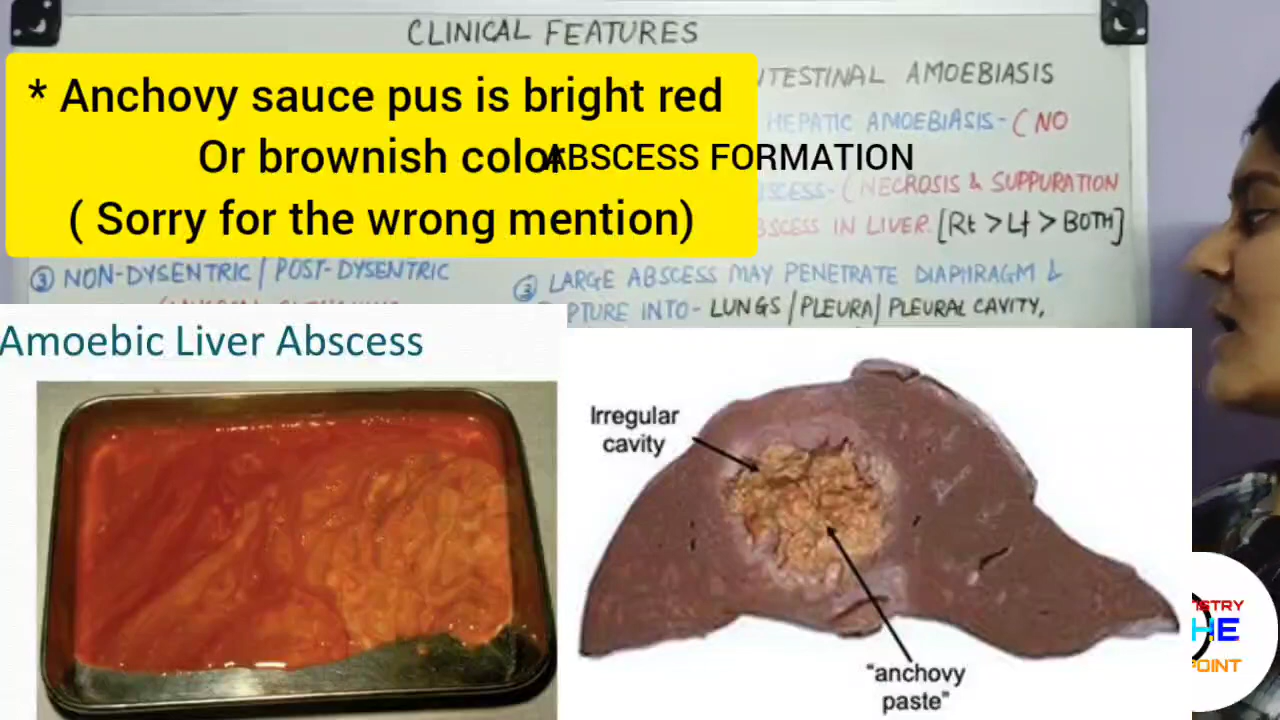 CLINICAL FEATURES
* Anchovy sauce pus is bright red
Or brownish color
( Sorry for the wrong mention)
ABSCESS FORMATION
NTESTINAL AMOEBIASIS
HEPATIC AMOEBIASIS- (NO
SCESS- (NECROSIS & SUPPURATION
BSCESS IN LIVER. [Rt > Lt > BOTH]
③ NON-DYSENTRIC / POST-DYSENTRIC
LARGE ABSCESS MAY PENETRATE DIAPHRAGM &
PTURE INTO- LUNGS / PLEURA / PLEURAL CAVITY,
Amoebic Liver Abscess
Irregular
cavity
"anchovy
paste"
ISTRY
HE
POINT